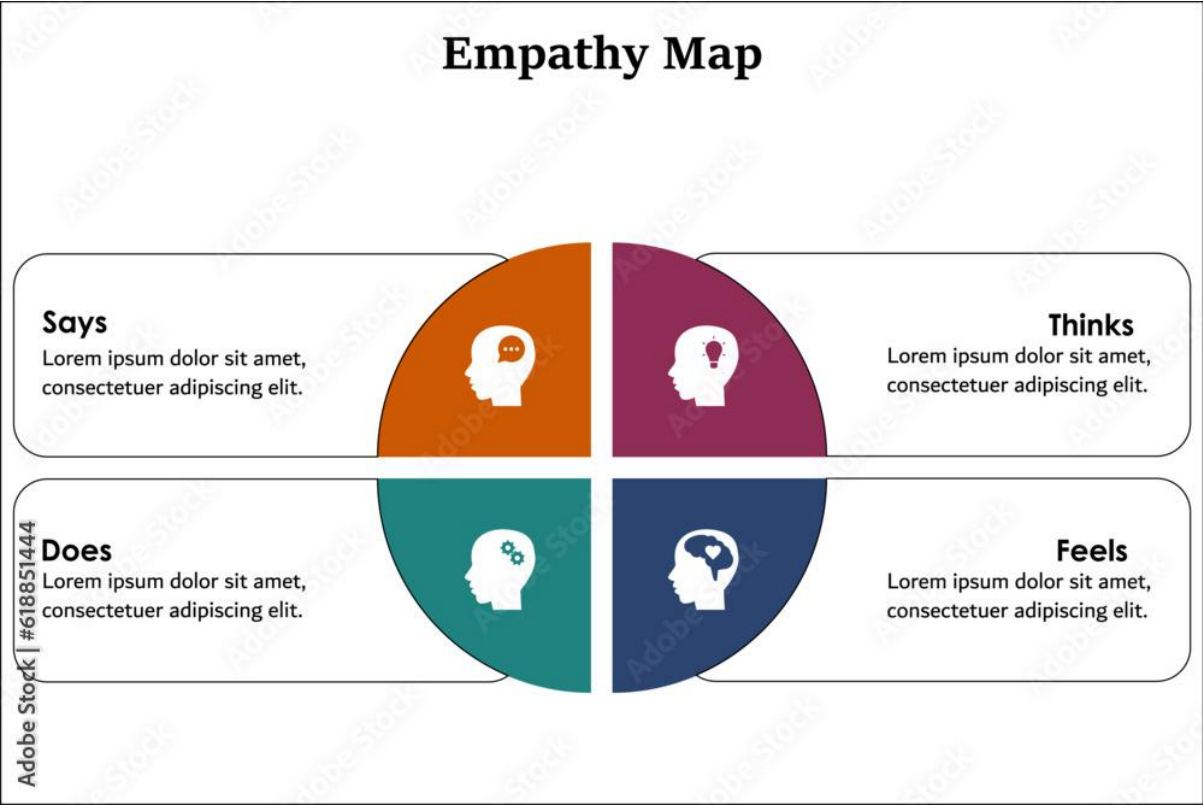 Empathy Map
Says
Lorem ipsum dolor sit amet,
consectetuer adipiscing elit.
Thinks
Lorem ipsum dolor sit amet,
consectetuer adipiscing elit.
Does
Lorem ipsum dolor sit amet,
consectetuer adipiscing elit.
Feels
Lorem ipsum dolor sit amet,
consectetuer adipiscing elit.
Adobe Stock | #618851444